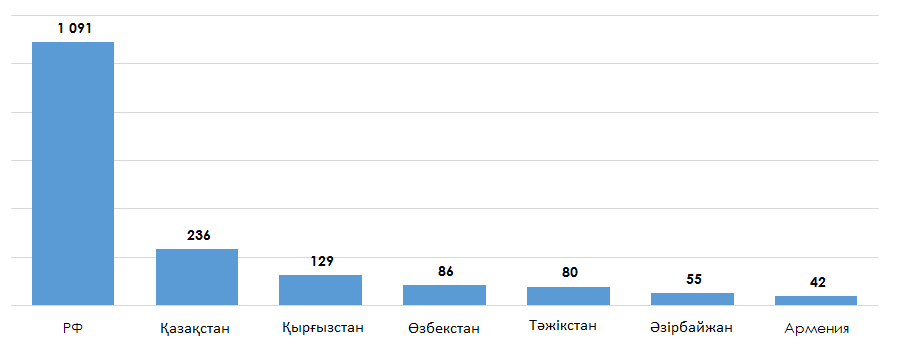 1 091
236
129
86
80
55
42
РФ
Қазақстан
Қырғызстан
Өзбекстан
Тәжікстан
Әзірбайжан
Армения